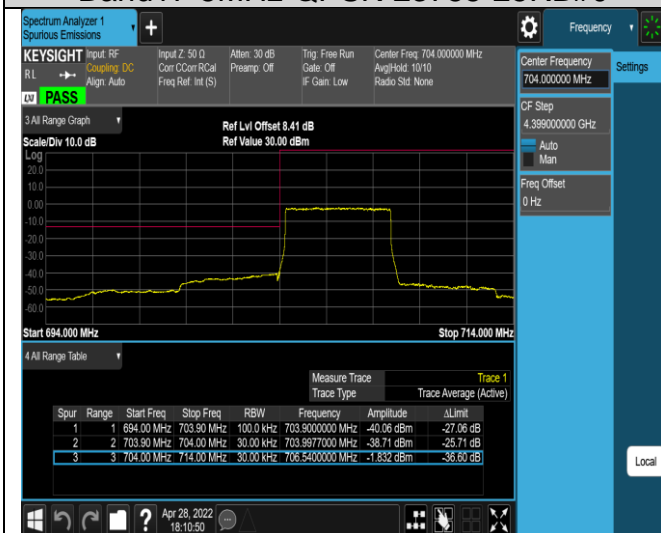 Spectrum Analyzer 1
Spurious Emissions
+
Frequency
KEYSIGHT
RL
Input: RF
Coupling: DC
Align: Auto
Input Z: 50 Ω
Corr CCorr RCal
Freq Ref: Int (S)
Atten: 30 dB
Preamp: Off
Trig: Free Run
Gate: Off
IF Gain: Low
Center Freq: 704.000000 MHz
Avg|Hold: 10/10
Radio Std: None
LXI PASS
3 All Range Graph
Ref Lvl Offset 8.41 dB
Scale/Div 10.0 dB
Ref Value 30.00 dBm
Log
20.0
10.0
0.00
-10.0
-20.0
-30.0
-40.0
-50.0
-60.0
Start 694.000 MHz
Stop 714.000 MHz
4 All Range Table
Measure Trace Trace 1
Trace Type Trace Average (Active)
Spur Range Start Freq Stop Freq RBW Frequency Amplitude ΔLimit
1 1 694.00 MHz 703.90 MHz 100.0 kHz 703.9000000 MHz -40.06 dBm -27.06 dB
2 2 703.90 MHz 704.00 MHz 30.00 kHz 703.9977000 MHz -38.71 dBm -25.71 dB
3 3 704.00 MHz 714.00 MHz 30.00 kHz 706.5400000 MHz -1.832 dBm -36.60 dB
Center Frequency
704.000000 MHz
Settings
CF Step
4.399000000 GHz
Auto
Man
Freq Offset
0 Hz
Local
?
Apr 28, 2022
18:10:50